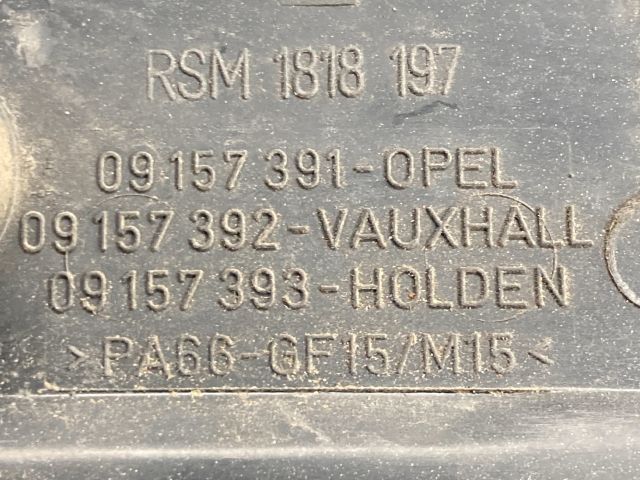 RSM 1818 197
09 157 391-OPEL
09 157 392-VAUXHALL
09 157 393-HOLDEN
>PA66-GF15/M15<